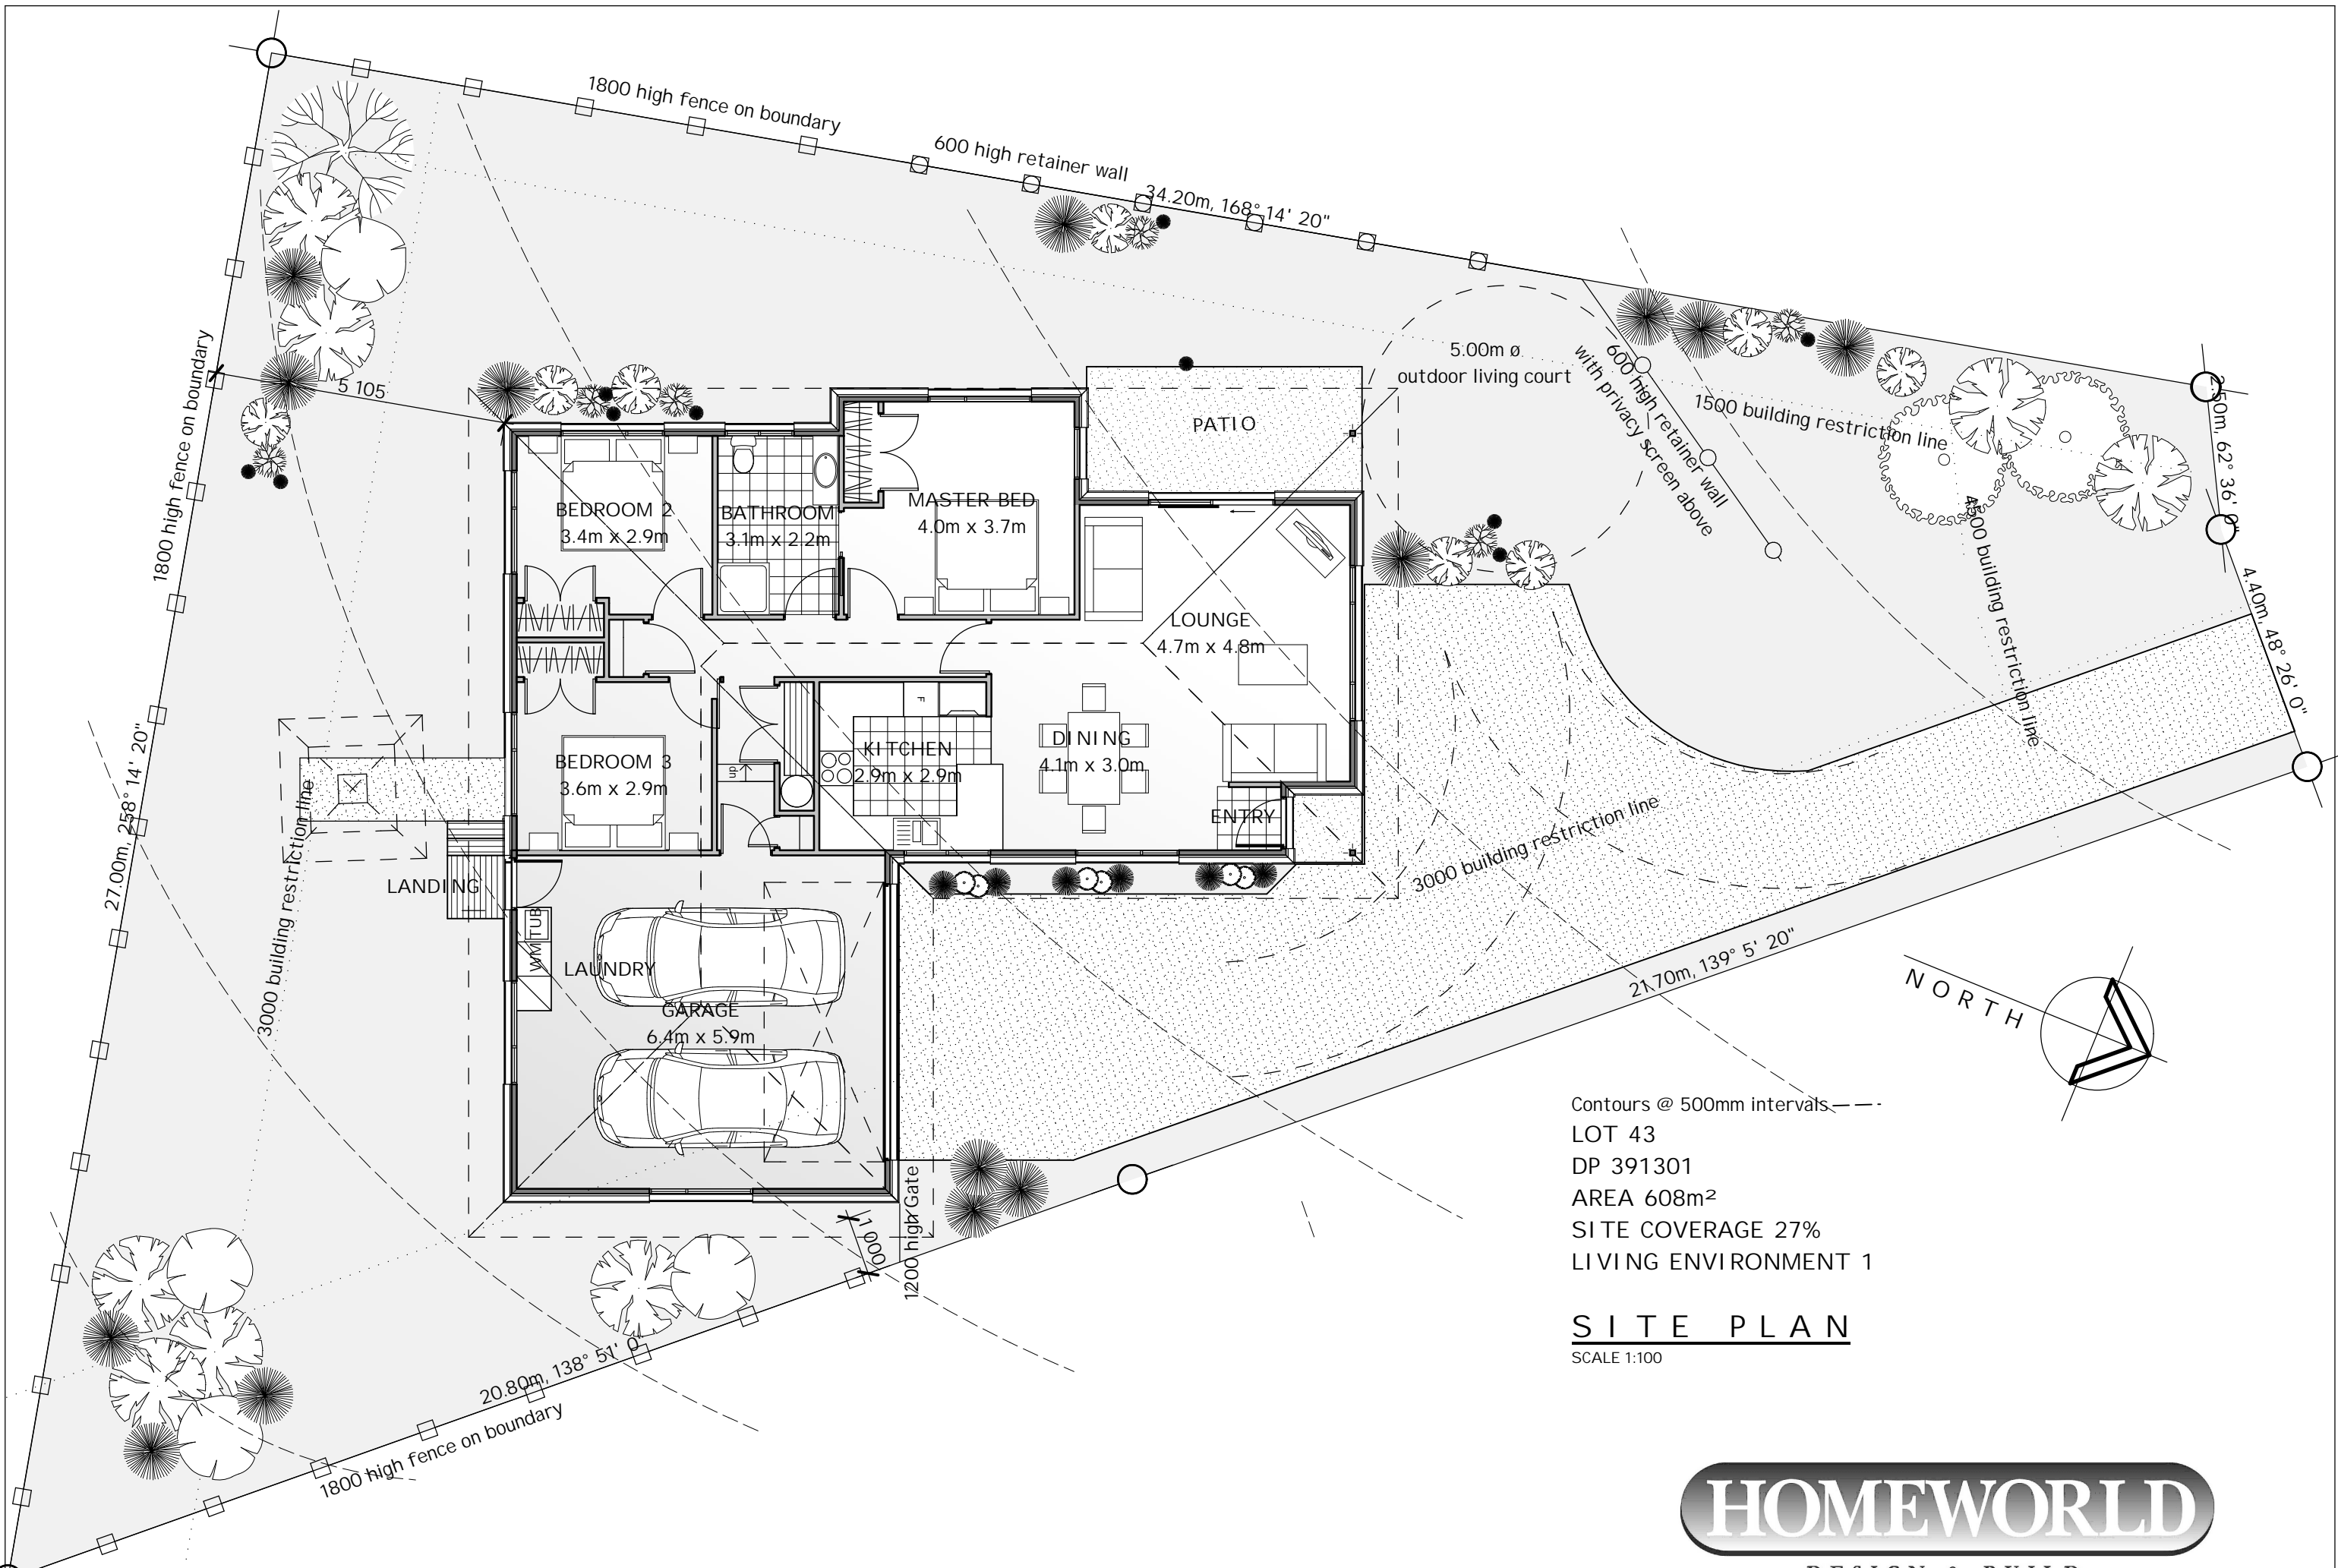 1800 high fence on boundary
600 high retainer wall
34.20m, 168° 14' 20"
2.50m, 62° 36' 0"
4.40m, 48° 26' 0"
5 105
1800 high fence on boundary
27.00m, 258° 14' 20"
3000 building restriction line
5.00m ø
outdoor living court
600 high retainer wall
with privacy screen above
1500 building restriction line
4500 building restriction line
PATIO
BEDROOM 2
3.4m x 2.9m
BATHROOM
3.1m x 2.2m
MASTER BED
4.0m x 3.7m
LOUNGE
4.7m x 4.8m
F
BEDROOM 3
3.6m x 2.9m
up
KITCHEN
2.9m x 2.9m
DINING
4.1m x 3.0m
ENTRY
3000 building restriction line
LANDING
WM TUB
LAUNDRY
GARAGE
6.4m x 5.9m
21.70m, 139° 5' 20"
1 000
1200 high Gate
20.80m, 138° 51' 0"
1800 high fence on boundary
NORTH
Contours @ 500mm intervals
LOT 43
DP 391301
AREA 608m²
SITE COVERAGE 27%
LIVING ENVIRONMENT 1
SITE PLAN
SCALE 1:100
HOMEWORLD